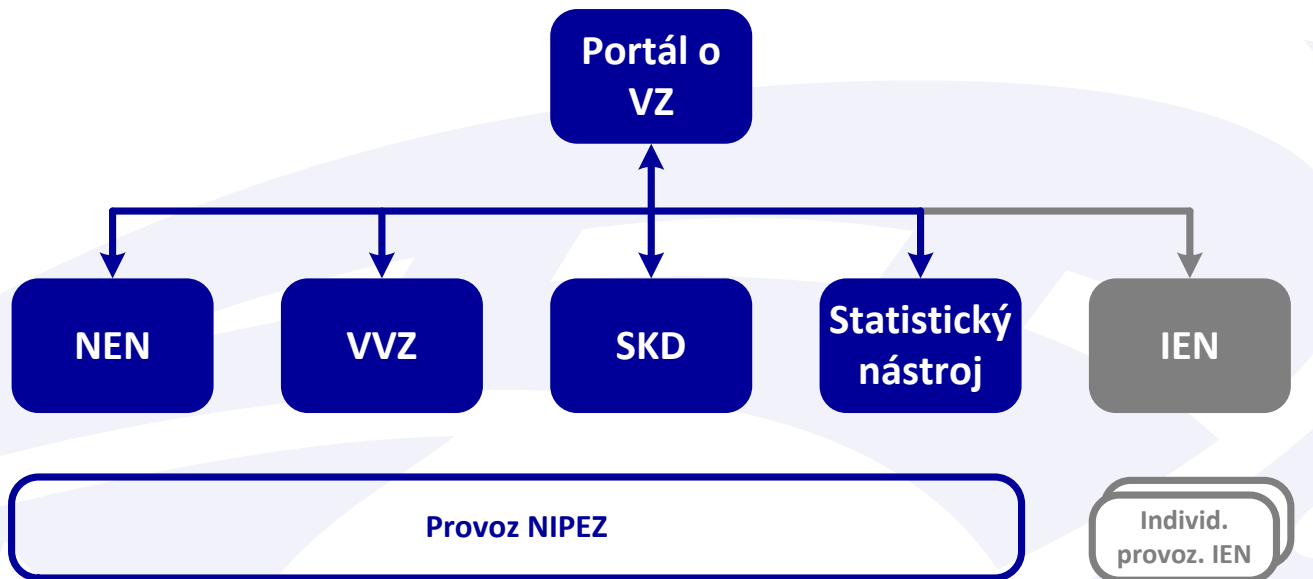 Portál o
VZ
NEN
VVZ
SKD
Statistický
nástroj
IEN
Provoz NIPEZ
Individ.
provoz. IEN